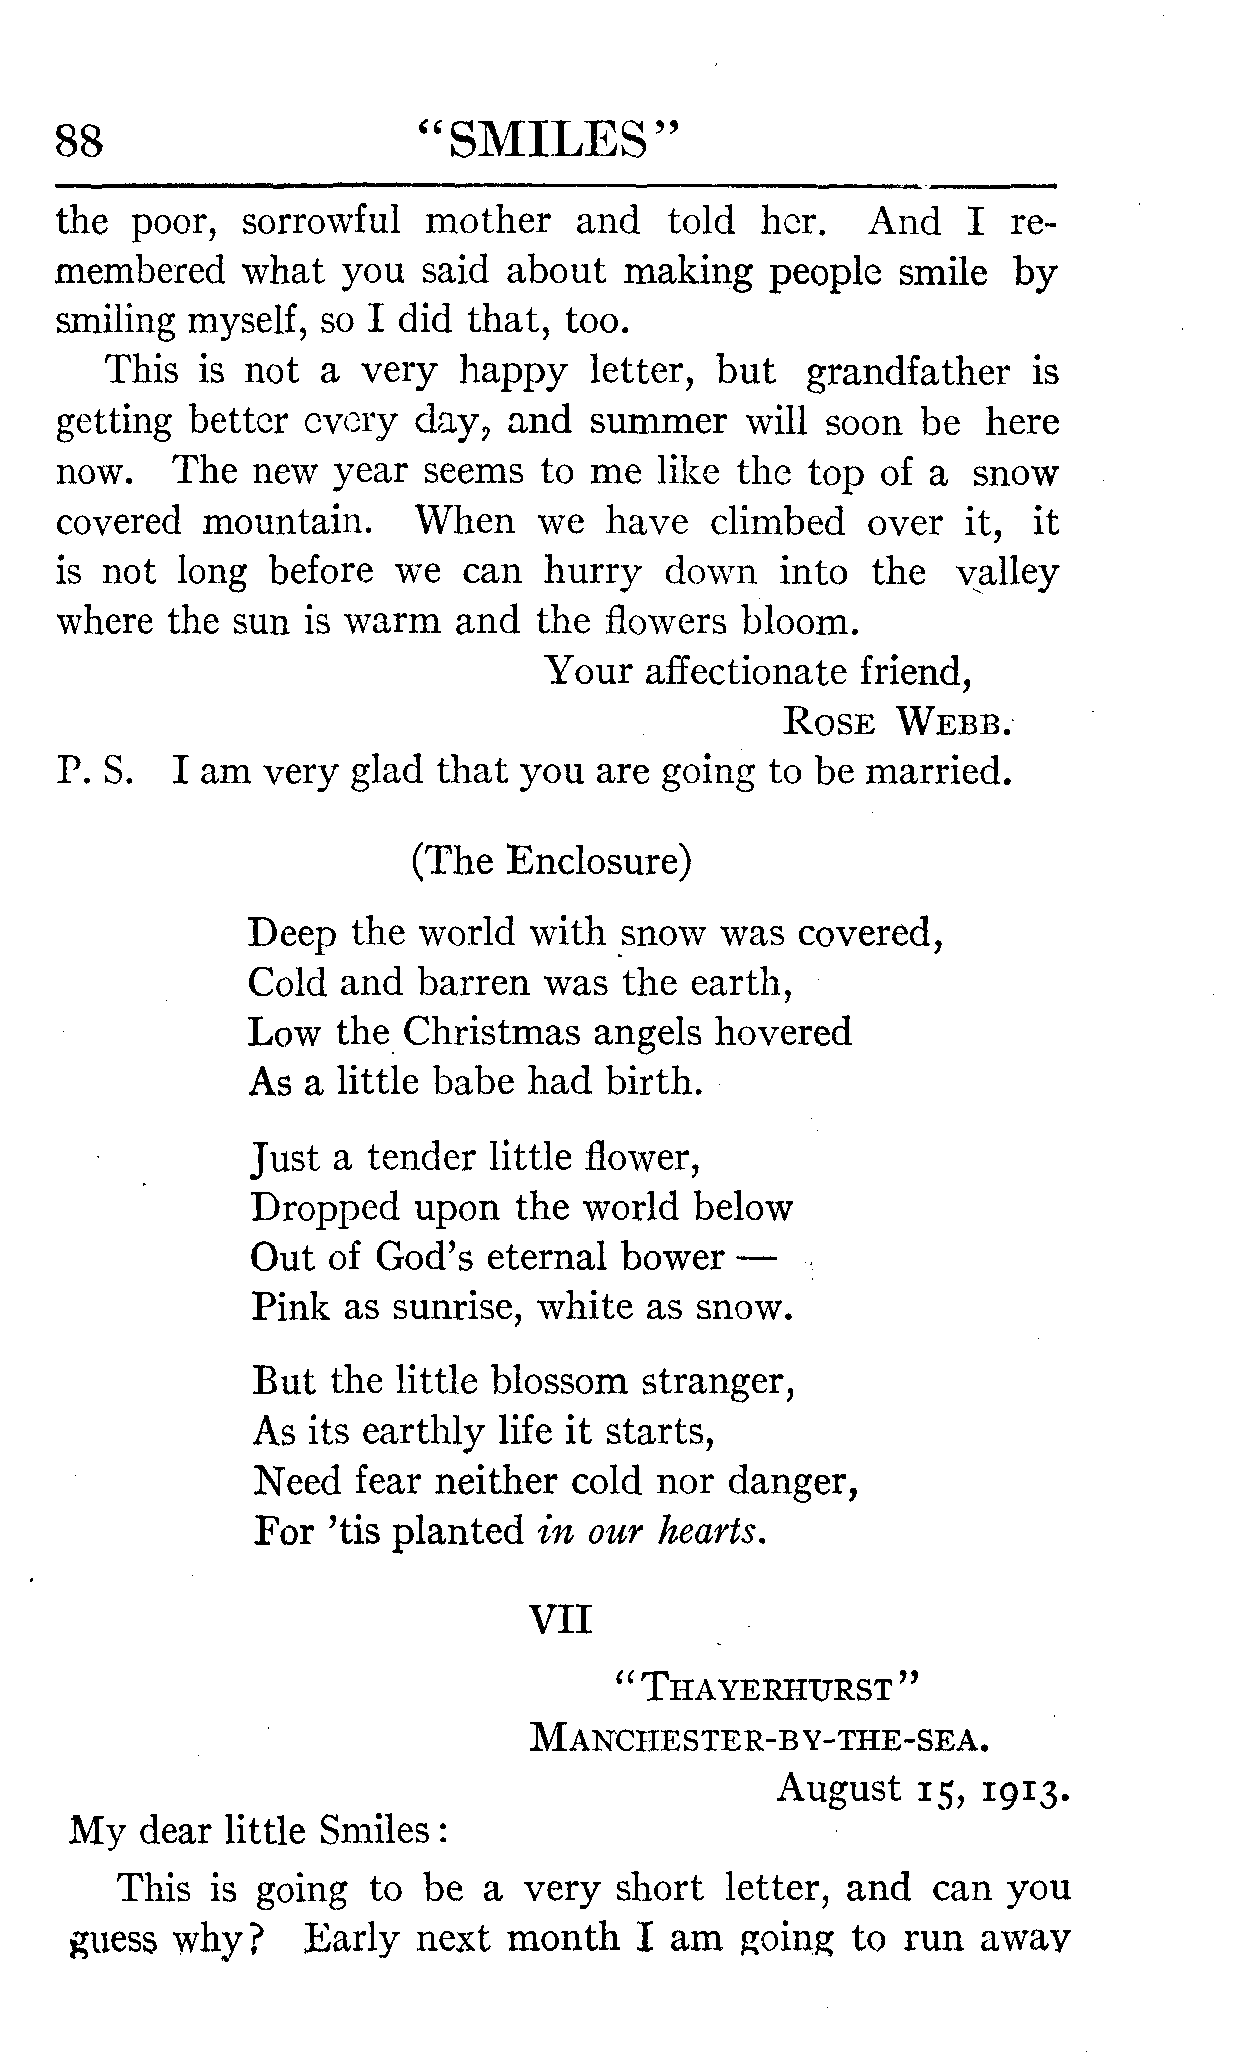 88 "SMILES"
the poor, sorrowful mother and told her. And I re-
membered what you said about making people smile by
smiling myself, so I did that, too.
This is not a very happy letter, but grandfather is
getting better every day, and summer will soon be here
now. The new year seems to me like the top of a snow
covered mountain. When we have climbed over it, it
is not long before we can hurry down into the valley
where the sun is warm and the flowers bloom.
Your affectionate friend,
ROSE WEBB.
P. S. I am very glad that you are going to be married.
(The Enclosure)
Deep the world with snow was covered,
Cold and barren was the earth,
Low the Christmas angels hovered
As a little babe had birth.
Just a tender little flower,
Dropped upon the world below
Out of God's eternal bower —
Pink as sunrise, white as snow.
But the little blossom stranger,
As its earthly life it starts,
Need fear neither cold nor danger,
For 'tis planted in our hearts.
VII
"THAYERHURST"
MANCHESTER-BY-THE-SEA.
August 15, 1913.
My dear little Smiles:
This is going to be a very short letter, and can you
guess why? Early next month I am going to run away